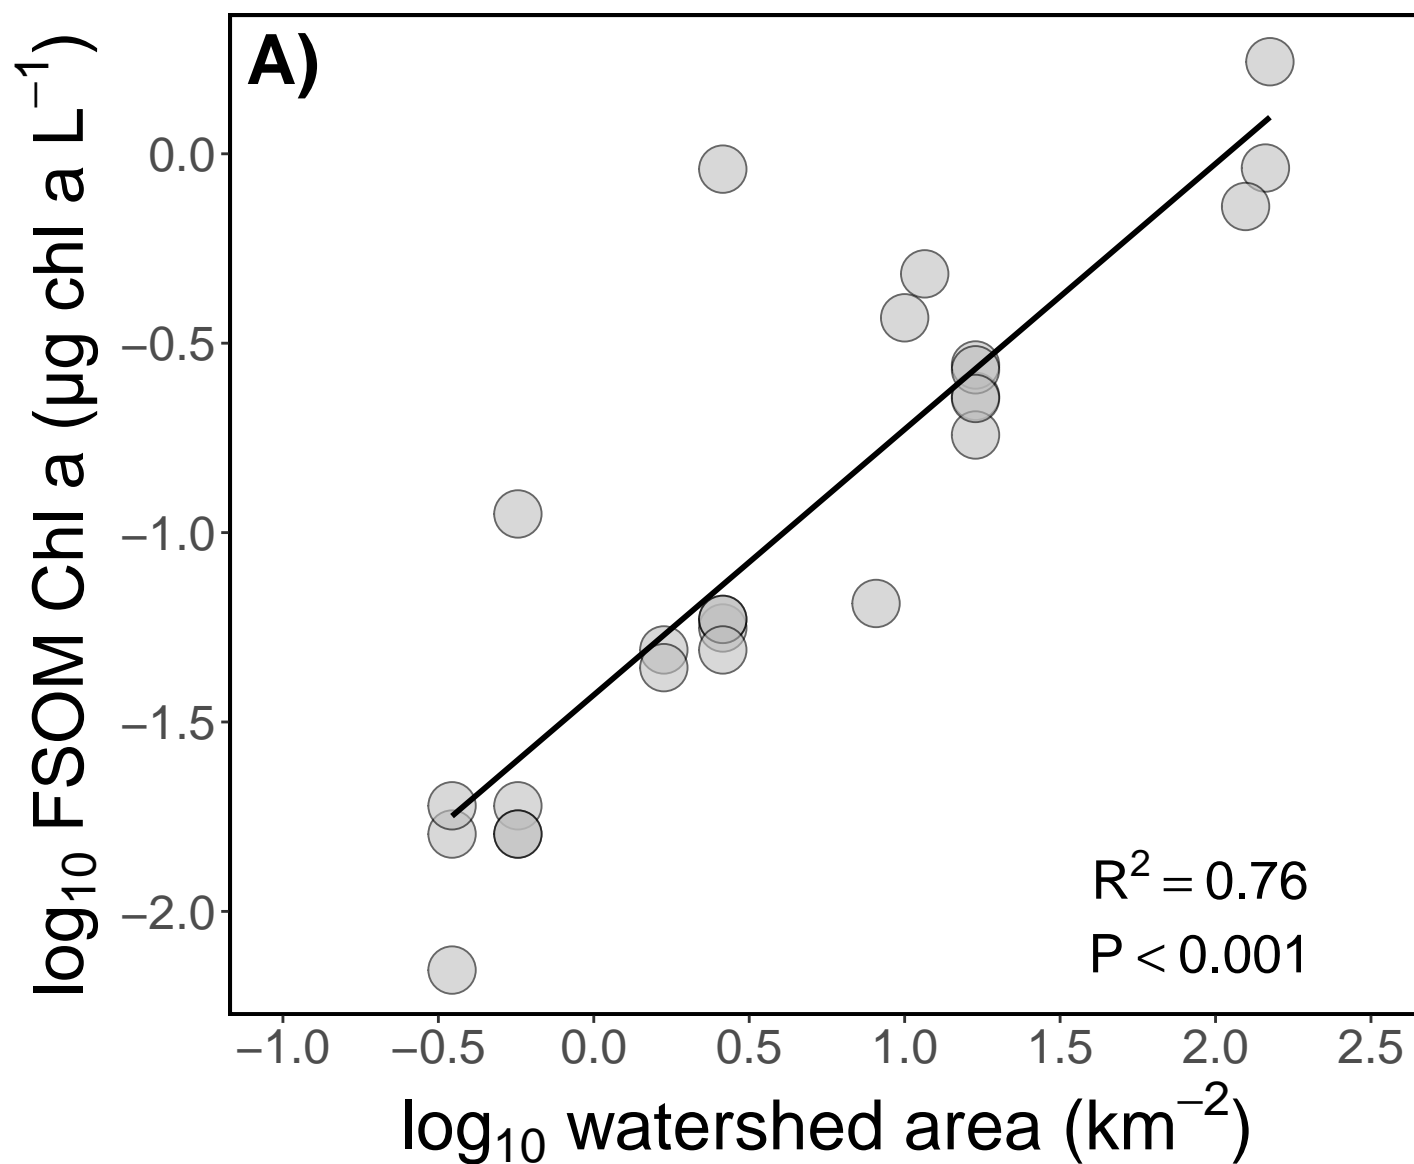 A)
log₁₀ FSOM Chl a (µg chl a L⁻¹)
0.0
−0.5
−1.0
−1.5
−2.0
R² = 0.76
P < 0.001
−1.0 −0.5 0.0 0.5 1.0 1.5 2.0 2.5
log₁₀ watershed area (km⁻²)